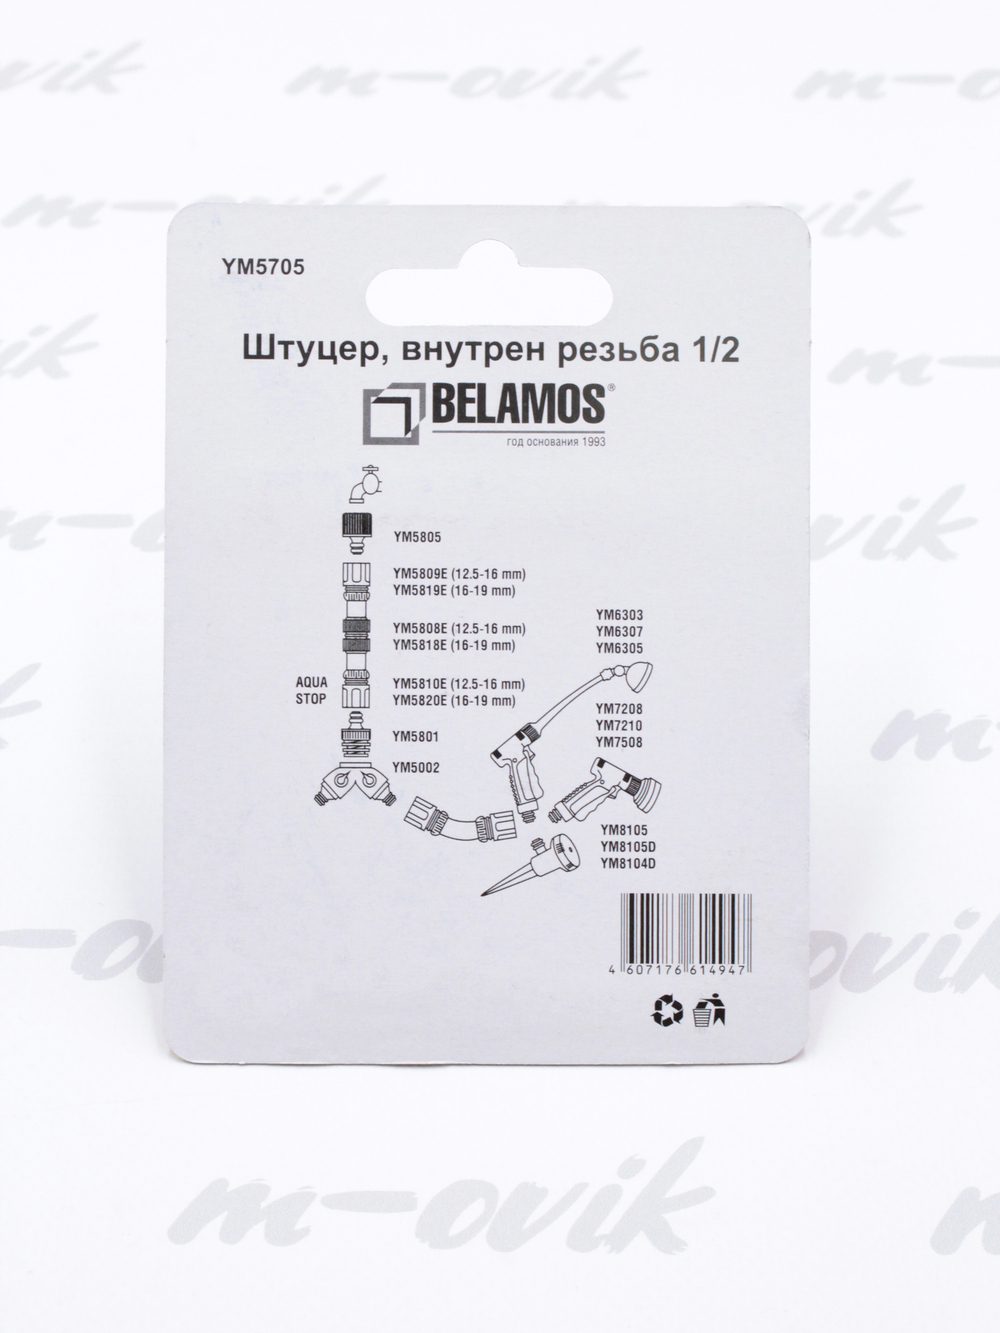 m-ovik
m-ovik
YM5705
Штуцер, внутрен резьба 1/2
BELAMOS®
год основания 1993
YM5805
YM5809E (12.5-16 mm)
YM5819E (16-19 mm)
YM5808E (12.5-16 mm)
YM5818E (16-19 mm)
AQUA
STOP
YM5810E (12.5-16 mm)
YM5820E (16-19 mm)
YM5801
YM5002
YM6303
YM6307
YM6305
YM7208
YM7210
YM7508
YM8105
YM8105D
YM8104D
4 607176 614947
m-ovik